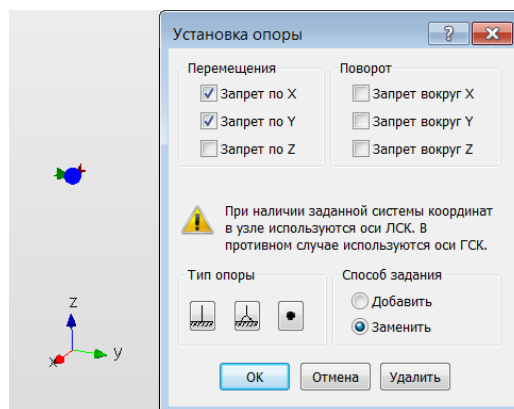 Установка опоры
Перемещения
Запрет по X
Запрет по Y
Запрет по Z
Поворот
Запрет вокруг X
Запрет вокруг Y
Запрет вокруг Z
При наличии заданной системы координат
в узле используются оси ЛСК. В
противном случае используются оси ГСК.
Тип опоры
Способ задания
Добавить
Заменить
ОК
Отмена
Удалить
Z
X
y